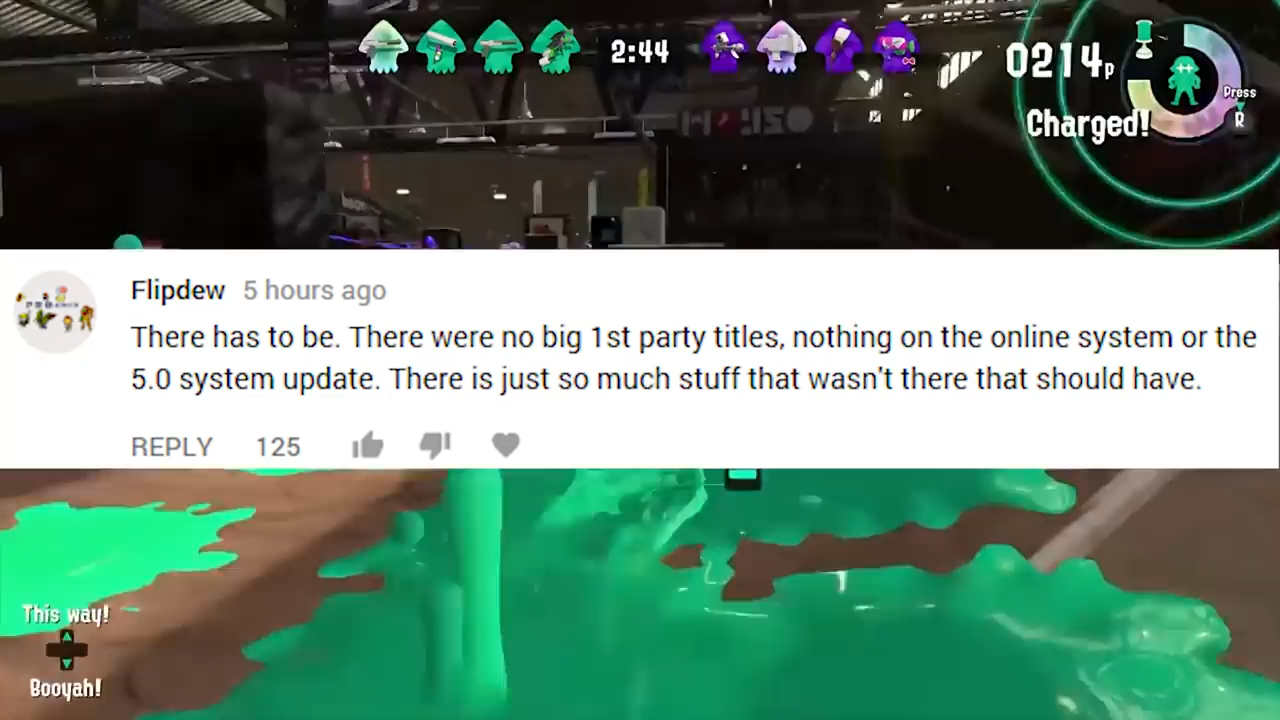 2:44
0214p
Charged!
Press
R
Flipdew 5 hours ago
There has to be. There were no big 1st party titles, nothing on the online system or the
5.0 system update. There is just so much stuff that wasn't there that should have.
REPLY 125
This way!
Booyah!